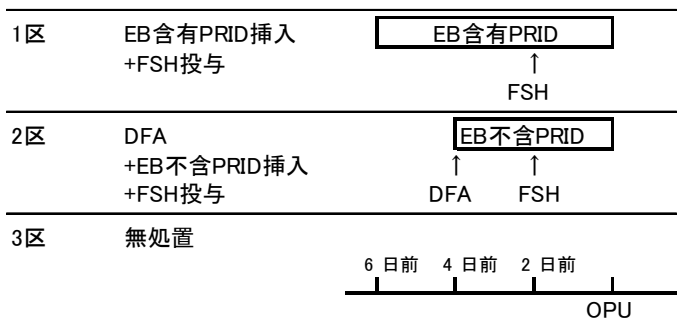 1区 EB含有PRID挿入 EB含有PRID
+FSH投与 ↑
FSH
2区 DFA EB不含PRID
+EB不含PRID挿入 ↑ ↑
+FSH投与 DFA FSH
3区 無処置
6 日前 4 日前 2 日前
OPU